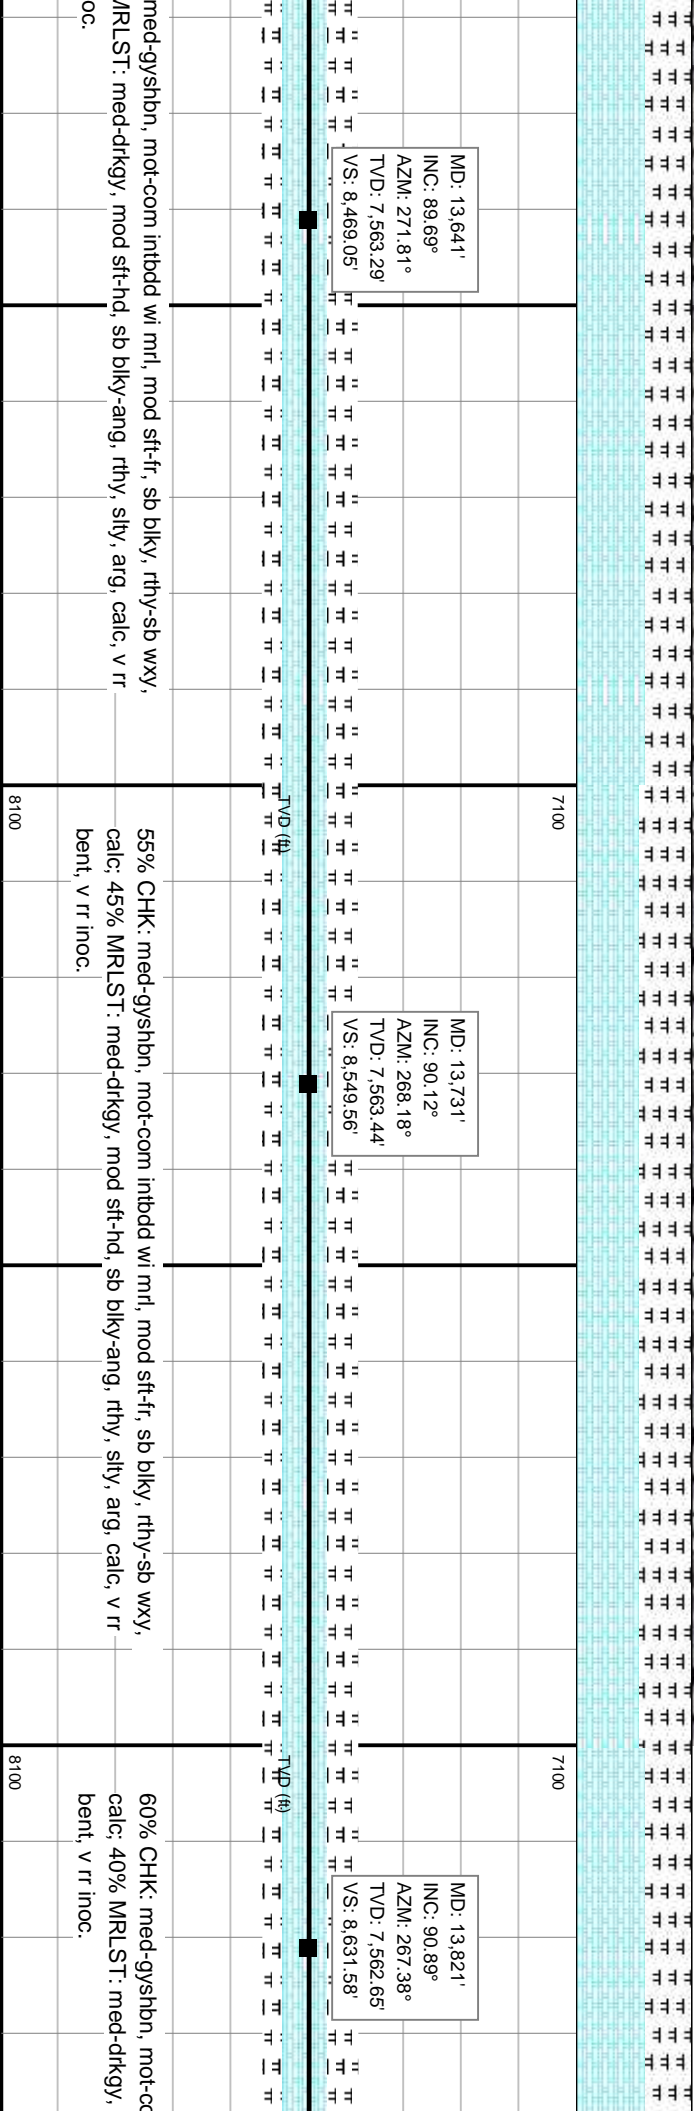 MD: 13,641'
INC: 89.69°
AZM: 271.81°
TVD: 7,563.29'
VS: 8,469.05'
med-gyshbn, mot-com intbdd wi mrl, mod sft-fr, sb blky, rthy-sb wxy,
MRLST: med-drkgy, mod sft-hd, sb blky-ang, rthy, slty, arg, calc, v rr
oc.
7100
TVD (ft)
8100
MD: 13,731'
INC: 90.12°
AZM: 268.18°
TVD: 7,563.44'
VS: 8,549.56'
55% CHK: med-gyshbn, mot-com intbdd wi mrl, mod sft-fr, sb blky, rthy-sb wxy,
calc; 45% MRLST: med-drkgy, mod sft-hd, sb blky-ang, rthy, slty, arg, calc, v rr
bent, v rr inoc.
7100
TVD (ft)
8100
MD: 13,821'
INC: 90.89°
AZM: 267.38°
TVD: 7,562.65'
VS: 8,631.58'
60% CHK: med-gyshbn, mot-co
calc; 40% MRLST: med-drkgy,
bent, v rr inoc.